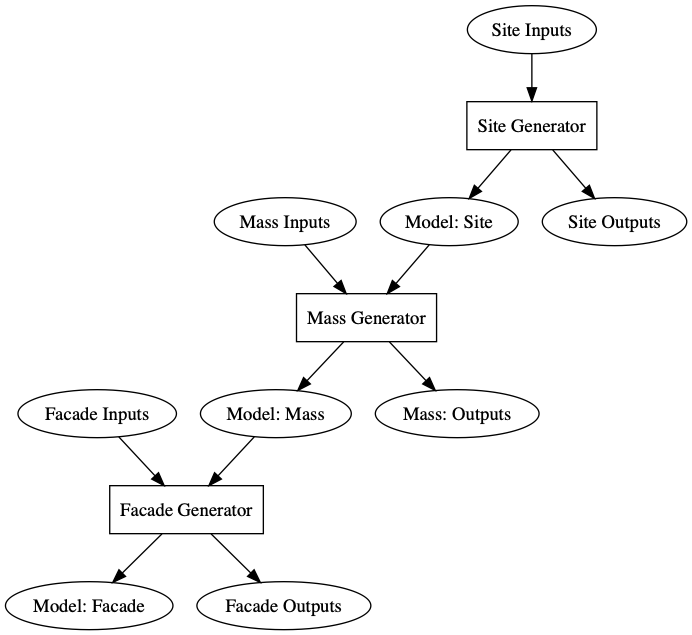 Site Inputs
Site Generator
Mass Inputs
Model: Site
Site Outputs
Mass Generator
Facade Inputs
Model: Mass
Mass: Outputs
Facade Generator
Model: Facade
Facade Outputs